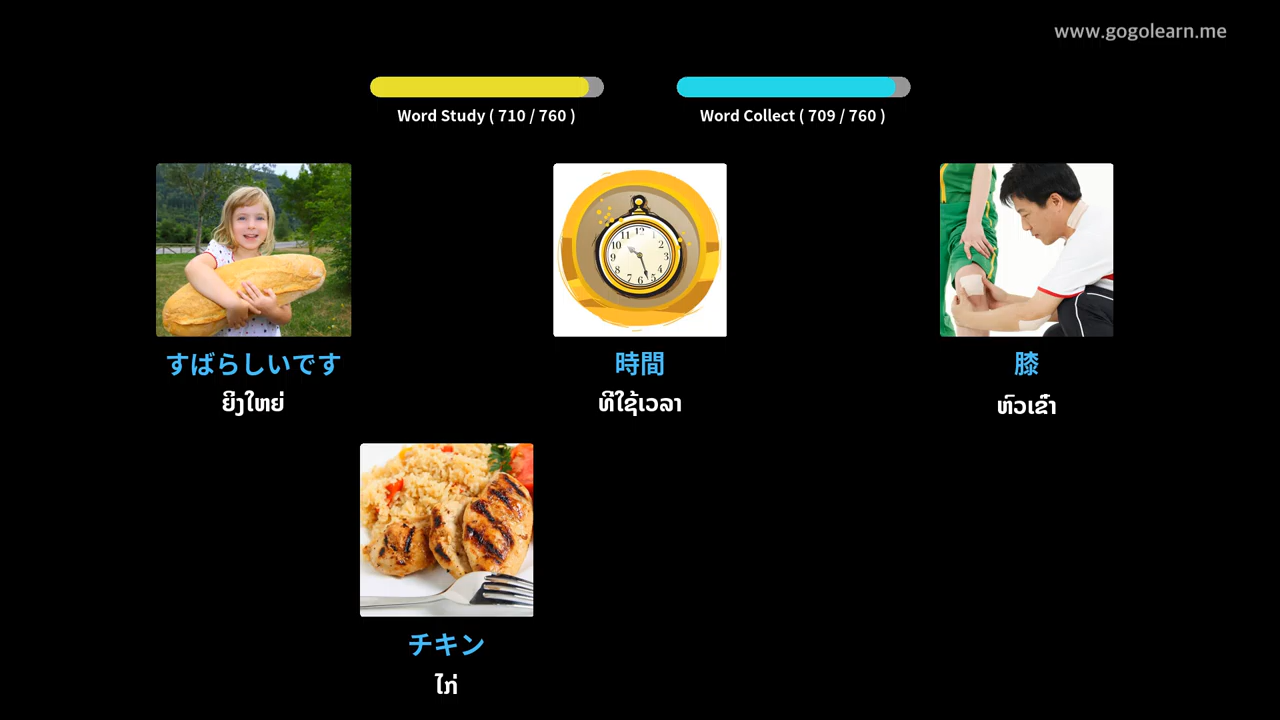 www.gogolearn.me
Word Study ( 710 / 760 )
Word Collect ( 709 / 760 )
すばらしいです
ຍິງໃຫຍ່
時間
ທີໃຊ້ເວລາ
膝
ຫົວເຂົ່າ
チキン
ໄກ່